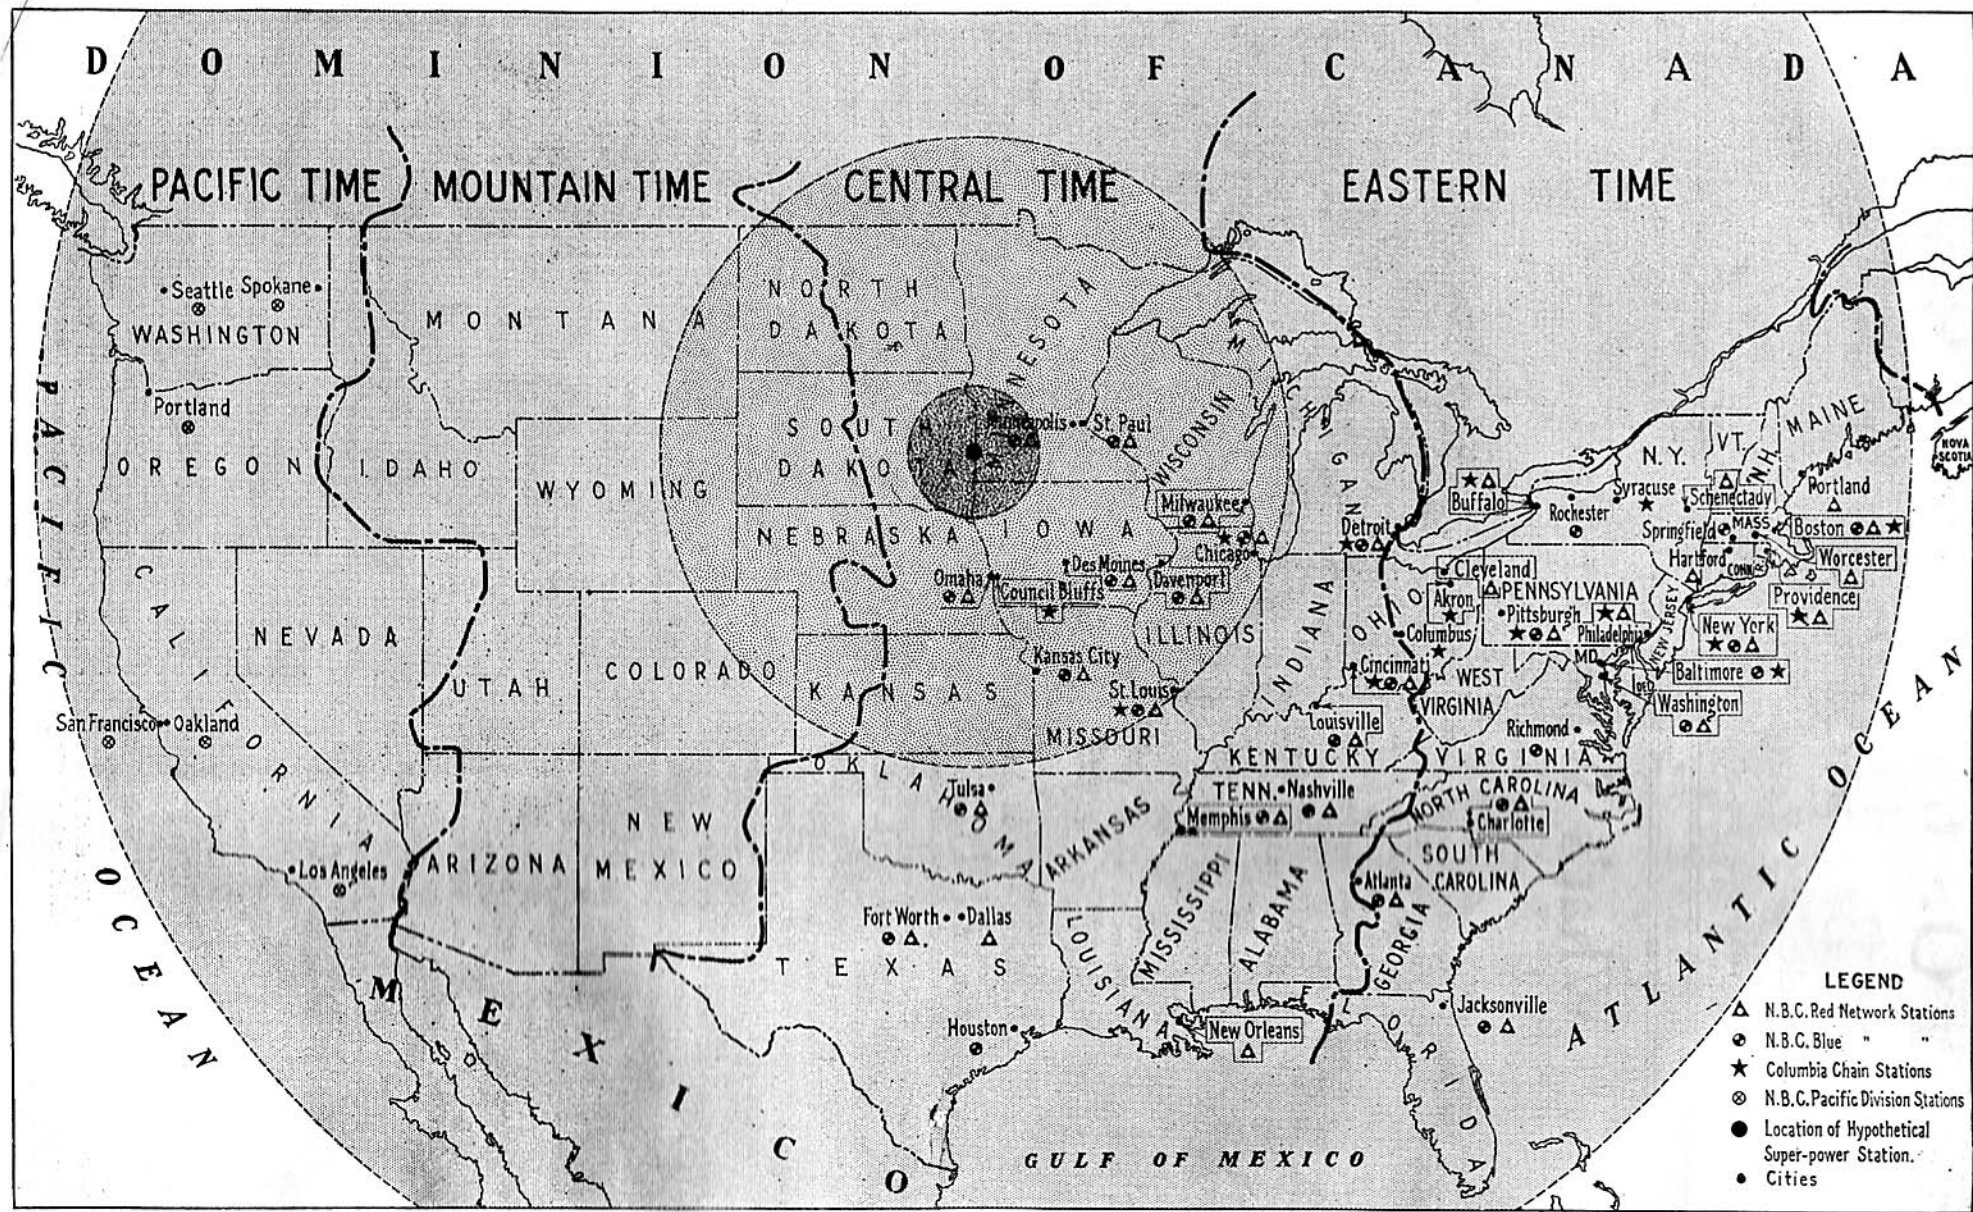 DOMINION OF CANADA
PACIFIC TIME
MOUNTAIN TIME
CENTRAL TIME
EASTERN TIME
PACIFIC OCEAN
Seattle
Spokane
WASHINGTON
Portland
OREGON
IDAHO
MONTANA
WYOMING
NEVADA
UTAH
COLORADO
CALIFORNIA
San Francisco
Oakland
Los Angeles
ARIZONA
NEW
MEXICO
NORTH
DAKOTA
SOUTH
DAKOTA
NEBRASKA
KANSAS
OKLAHOMA
Tulsa
TEXAS
Fort Worth
Dallas
Houston
MINNESOTA
Minneapolis
St. Paul
IOWA
Omaha
Council Bluffs
Des Moines
Davenport
WISCONSIN
Milwaukee
Chicago
ILLINOIS
Kansas City
St. Louis
MISSOURI
ARKANSAS
LOUISIANA
New Orleans
MICHIGAN
Detroit
INDIANA
OHIO
Cleveland
Akron
Columbus
Cincinnati
Louisville
KENTUCKY
TENN.
Nashville
Memphis
MISSISSIPPI
ALABAMA
GEORGIA
Atlanta
FLORIDA
Jacksonville
WEST
VIRGINIA
VIRGINIA
Richmond
NORTH CAROLINA
Charlotte
SOUTH
CAROLINA
PENNSYLVANIA
Pittsburgh
Philadelphia
NEW JERSEY
MD.
DEL.
Baltimore
Washington
N.Y.
Buffalo
Rochester
Syracuse
Schenectady
New York
VT.
N.H.
MAINE
Portland
MASS.
Springfield
Boston
Worcester
Hartford
CONN.
R.I.
Providence
NOVA
SCOTIA
ATLANTIC OCEAN
MEXICO
GULF OF MEXICO
LEGEND
N.B.C. Red Network Stations
N.B.C. Blue " "
Columbia Chain Stations
N.B.C. Pacific Division Stations
Location of Hypothetical
Super-power Station.
Cities